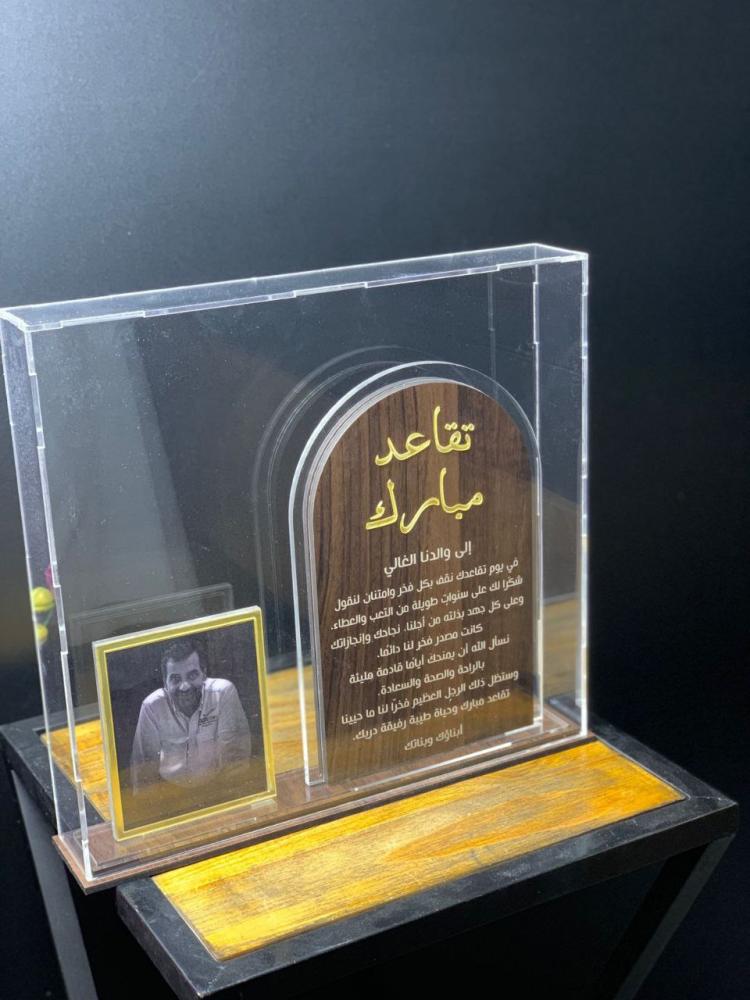 تقاعد
مبارك
إلى والدنا الغالي
في يوم تقاعدك نقف بكل فخر وامتنان لنقول
شكرًا لك على سنوات طويلة من التعب والعطاء،
وعلى كل جهد بذلته من أجلنا. نجاحك وإنجازاتك
كانت مصدر فخر لنا دائمًا.
نسأل الله أن يمنحك أيامًا قادمة مليئة
بالراحة والصحة والسعادة.
وستظل ذلك الرجل العظيم فخرًا لنا ما حيينا
تقاعد مبارك وحياة طيبة رفيقة دربك.
أبناؤك وبناتك